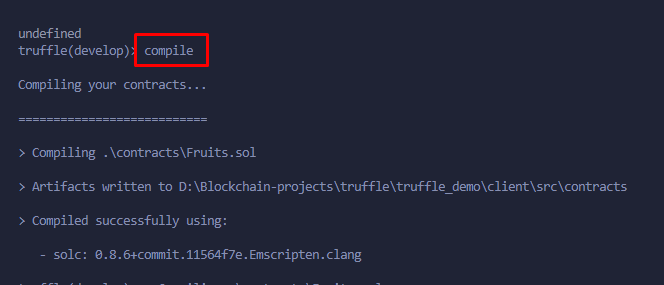 undefined
truffle(develop)> compile
Compiling your contracts...
===========================
> Compiling .\contracts\Fruits.sol
> Artifacts written to D:\Blockchain-projects\truffle\truffle_demo\client\src\contracts
> Compiled successfully using:
- solc: 0.8.6+commit.11564f7e.Emscripten.clang